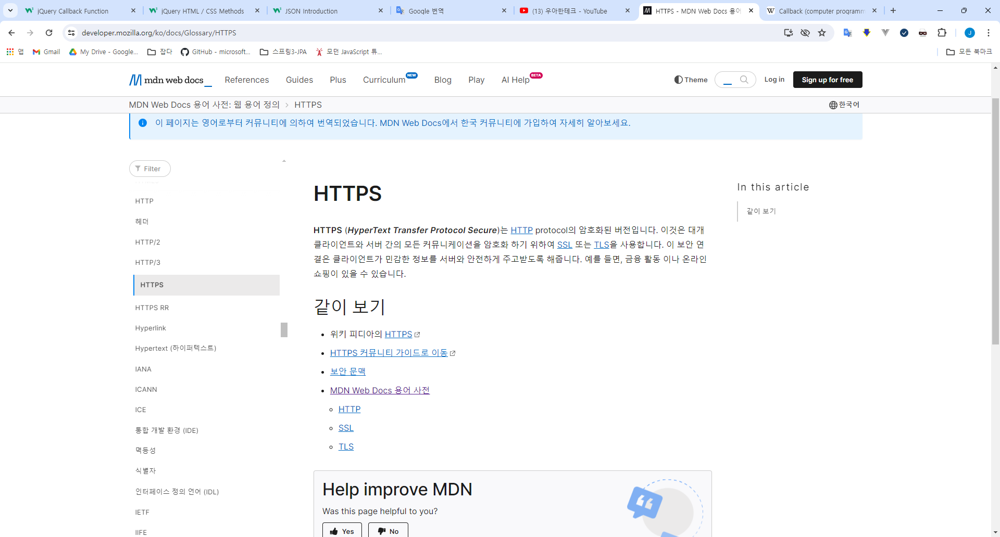 jQuery Callback Function
jQuery HTML / CSS Methods
JSON Introduction
Google 번역
(13) 우아한테크 - YouTube
HTTPS - MDN Web Docs 용어
Callback (computer programm
developer.mozilla.org/ko/docs/Glossary/HTTPS
J
앱
Gmail
My Drive - Google...
잡다
GitHub - microsoft...
스프링3-JPA
모던 JavaScript 튜...
모든 북마크
mdn web docs_
References
Guides
Plus
Curriculum NEW
Blog
Play
AI Help BETA
Theme
Log in
Sign up for free
MDN Web Docs 용어 사전: 웹 용어 정의 > HTTPS
한국어
이 페이지는 영어로부터 커뮤니티에 의하여 번역되었습니다. MDN Web Docs에서 한국 커뮤니티에 가입하여 자세히 알아보세요.
Filter
HTTP
헤더
HTTP/2
HTTP/3
HTTPS
HTTPS RR
Hyperlink
Hypertext (하이퍼텍스트)
IANA
ICANN
ICE
통합 개발 환경 (IDE)
멱등성
식별자
인터페이스 정의 언어 (IDL)
IETF
IIFE
HTTPS
HTTPS (HyperText Transfer Protocol Secure)는 HTTP protocol의 암호화된 버전입니다. 이것은 대개
클라이언트와 서버 간의 모든 커뮤니케이션을 암호화 하기 위하여 SSL 또는 TLS을 사용합니다. 이 보안 연
결은 클라이언트가 민감한 정보를 서버와 안전하게 주고받도록 해줍니다. 예를 들면, 금융 활동 이나 온라인
쇼핑이 있을 수 있습니다.
같이 보기
• 위키 피디아의 HTTPS
• HTTPS 커뮤니티 가이드로 이동
• 보안 문맥
• MDN Web Docs 용어 사전
◦ HTTP
◦ SSL
◦ TLS
Help improve MDN
Was this page helpful to you?
Yes
No
In this article
같이 보기